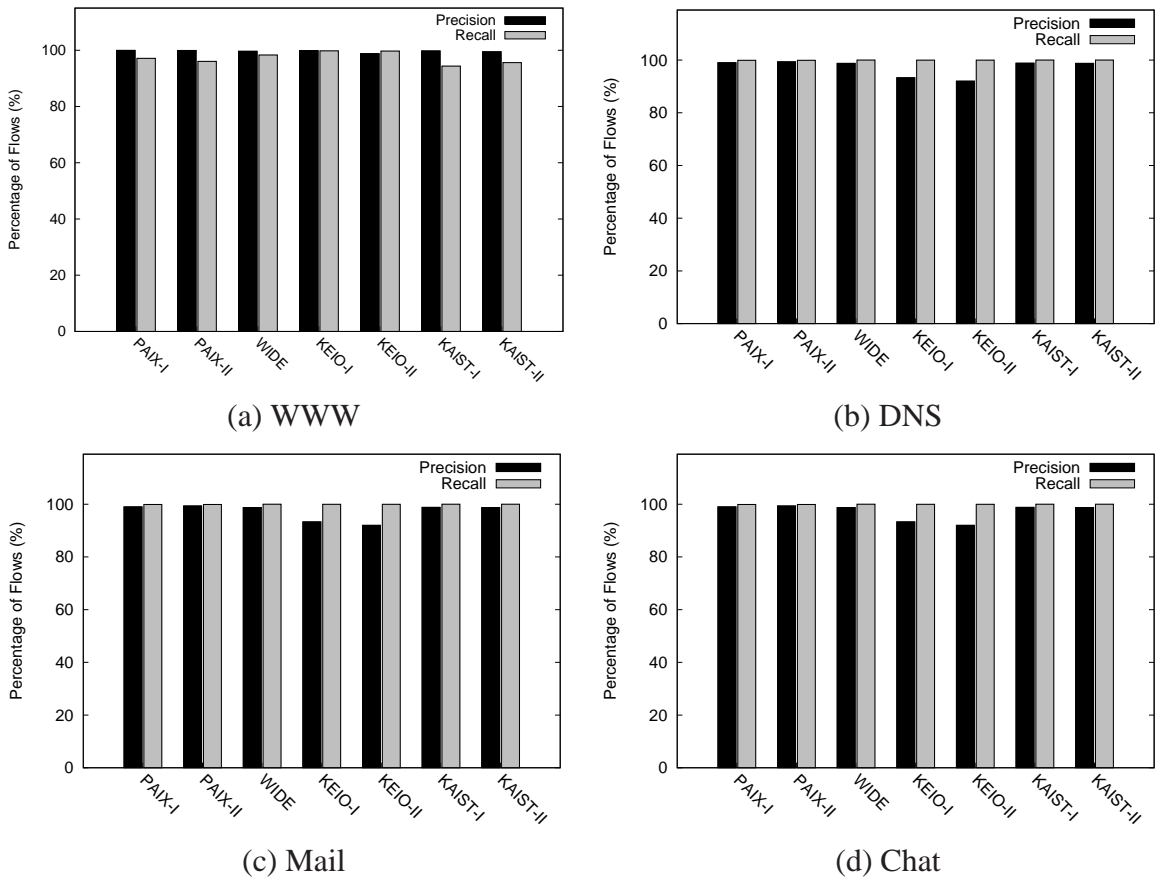 Precision
Recall
Percentage of Flows (%)
100
80
60
40
20
0
PAIX-I
PAIX-II
WIDE
KEIO-I
KEIO-II
KAIST-I
KAIST-II
(a) WWW
Precision
Recall
Percentage of Flows (%)
100
80
60
40
20
0
PAIX-I
PAIX-II
WIDE
KEIO-I
KEIO-II
KAIST-I
KAIST-II
(b) DNS
Precision
Recall
Percentage of Flows (%)
100
80
60
40
20
0
PAIX-I
PAIX-II
WIDE
KEIO-I
KEIO-II
KAIST-I
KAIST-II
(c) Mail
Precision
Recall
Percentage of Flows (%)
100
80
60
40
20
0
PAIX-I
PAIX-II
WIDE
KEIO-I
KEIO-II
KAIST-I
KAIST-II
(d) Chat